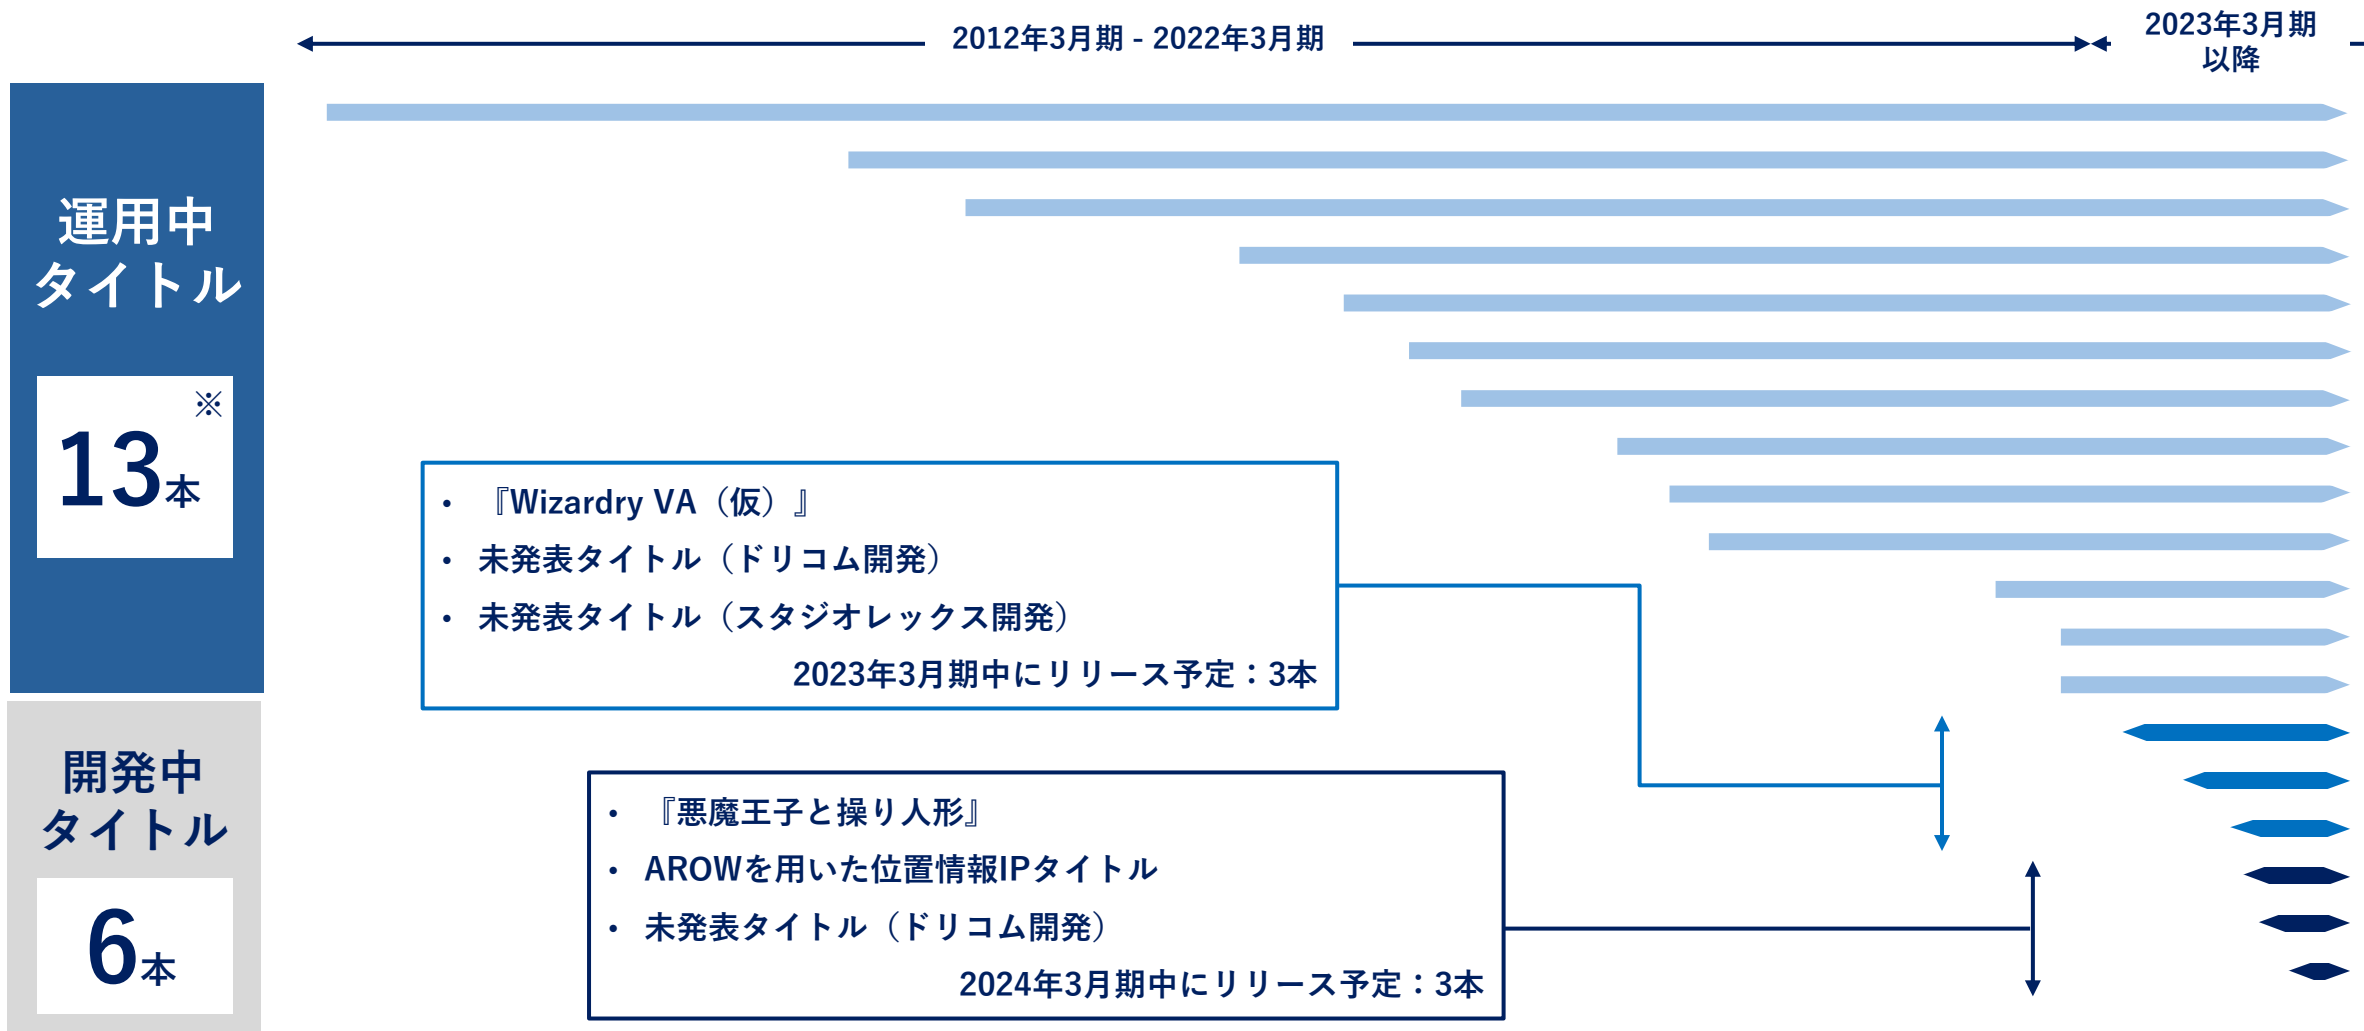 2012年3月期 - 2022年3月期
2023年3月期
以降
運用中
タイトル
※
13本
• 『Wizardry VA（仮）』
• 未発表タイトル（ドリコム開発）
• 未発表タイトル（スタジオレックス開発）
2023年3月期中にリリース予定：3本
開発中
タイトル
6本
• 『悪魔王子と操り人形』
• AROWを用いた位置情報IPタイトル
• 未発表タイトル（ドリコム開発）
2024年3月期中にリリース予定：3本